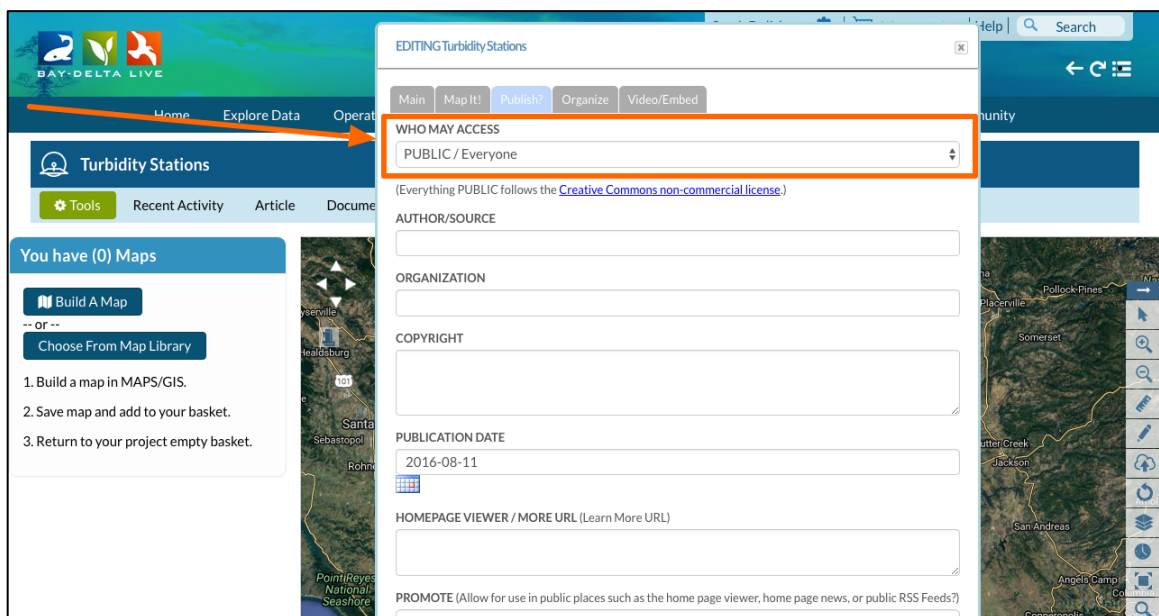 Help
Search
BAY-DELTA LIVE
Home
Explore Data
Operat
munity
Turbidity Stations
Tools
Recent Activity
Article
Docume
You have (0) Maps
Build A Map
-- or --
Choose From Map Library
1. Build a map in MAPS/GIS.
2. Save map and add to your basket.
3. Return to your project empty basket.
EDITING Turbidity Stations
x
Main
Map It!
Publish?
Organize
Video/Embed
WHO MAY ACCESS
PUBLIC / Everyone
(Everything PUBLIC follows the Creative Commons non-commercial license.)
AUTHOR/SOURCE
ORGANIZATION
COPYRIGHT
PUBLICATION DATE
2016-08-11
HOMEPAGE VIEWER / MORE URL (Learn More URL)
PROMOTE (Allow for use in public places such as the home page viewer, home page news, or public RSS Feeds?)
yserville
Healdsburg
101
Santa
Sebastopol
Rohne
Point Reyes
National
Seashore
Placerville
Pollock Pines
Somerset
utter Creek
Jackson
San Andreas
Angels Camp
Columbia
Copperopolis